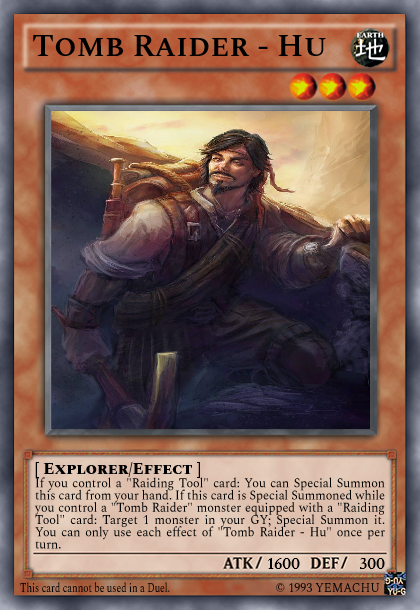 Tomb Raider - Hu
EARTH
地
[ Explorer/Effect ]
If you control a "Raiding Tool" card: You can Special Summon
this card from your hand. If this card is Special Summoned while
you control a "Tomb Raider" monster equipped with a "Raiding
Tool" card: Target 1 monster in your GY; Special Summon it.
You can only use each effect of "Tomb Raider - Hu" once per
turn.
ATK/ 1600 DEF/ 300
This card cannot be used in a Duel.
© 1993 YEMACHU